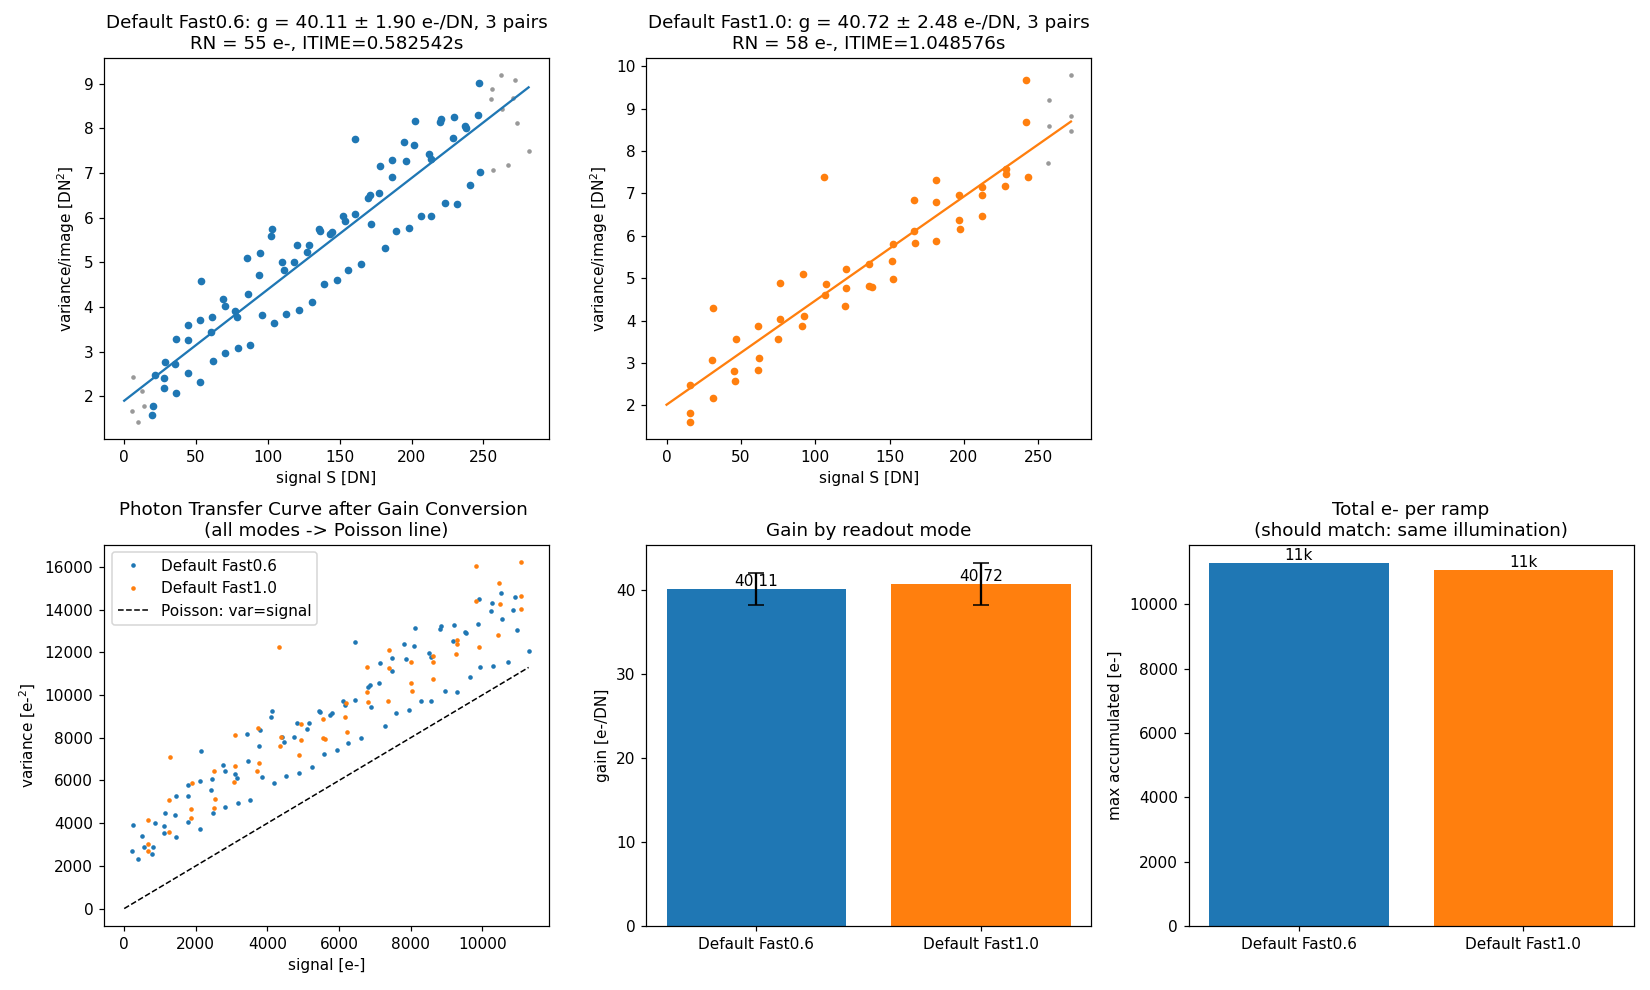 Default Fast0.6: g = 40.11 ± 1.90 e-/DN, 3 pairs
RN = 55 e-, ITIME=0.582542s
variance/image [DN²]
9
8
7
6
5
4
3
2
0
50
100
150
200
250
signal S [DN]
Default Fast1.0: g = 40.72 ± 2.48 e-/DN, 3 pairs
RN = 58 e-, ITIME=1.048576s
variance/image [DN²]
10
9
8
7
6
5
4
3
2
0
50
100
150
200
250
signal S [DN]
Photon Transfer Curve after Gain Conversion
(all modes -> Poisson line)
Default Fast0.6
Default Fast1.0
Poisson: var=signal
variance [e-²]
16000
14000
12000
10000
8000
6000
4000
2000
0
0
2000
4000
6000
8000
10000
signal [e-]
Gain by readout mode
40.11
40.72
gain [e-/DN]
40
30
20
10
0
Default Fast0.6
Default Fast1.0
Total e- per ramp
(should match: same illumination)
11k
11k
max accumulated [e-]
10000
8000
6000
4000
2000
0
Default Fast0.6
Default Fast1.0